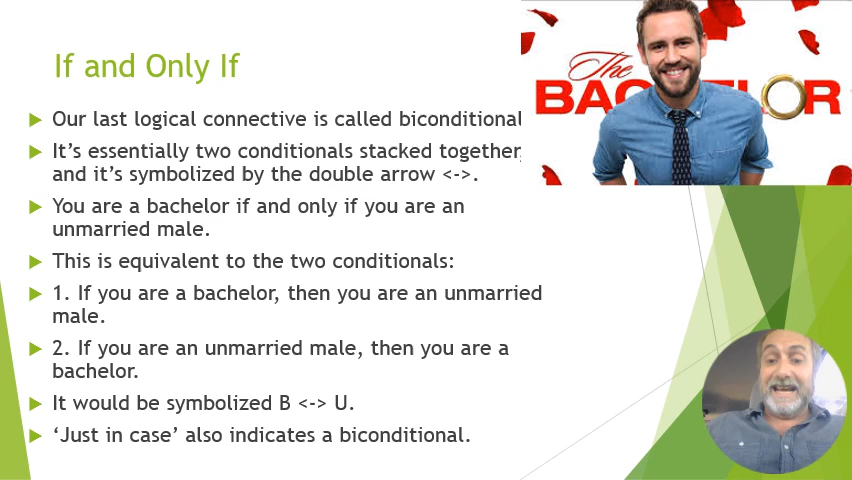 If and Only If
The
BACHELOR
Our last logical connective is called biconditional
It’s essentially two conditionals stacked together,
and it’s symbolized by the double arrow <->.
You are a bachelor if and only if you are an
unmarried male.
This is equivalent to the two conditionals:
1. If you are a bachelor, then you are an unmarried
male.
2. If you are an unmarried male, then you are a
bachelor.
It would be symbolized B <-> U.
‘Just in case’ also indicates a biconditional.